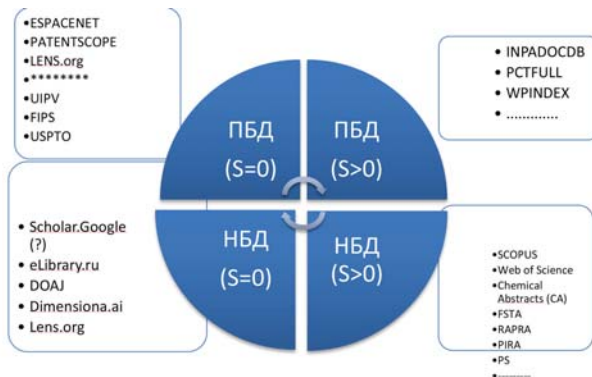 • ESPACENET
• PATENTSCOPE
• LENS.org
• ********
• UIPV
• FIPS
• USPTO
• INPADOCDB
• PCTFULL
• WPINDEX
• ..............
ПБД
(S=0)
ПБД
(S>0)
НБД
(S=0)
НБД
(S>0)
• Scholar.Google
(?)
• eLibrary.ru
• DOAJ
• Dimensiona.ai
• Lens.org
• SCOPUS
• Web of Science
• Chemical
Abstracts (CA)
• FSTA
• RAPRA
• PIRA
• PS
• ...........